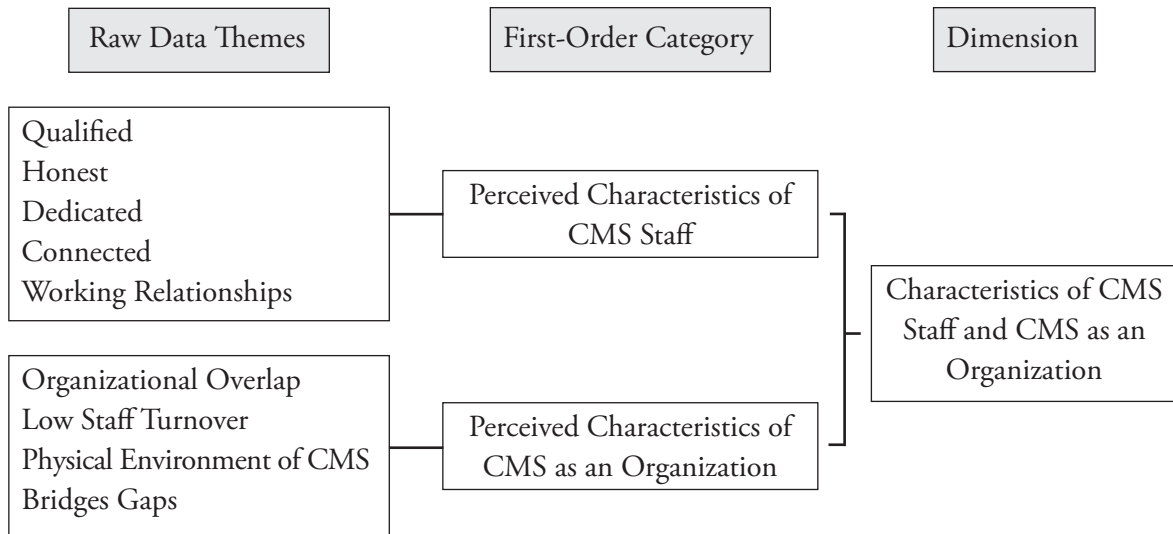 Raw Data Themes
First-Order Category
Dimension
Qualified
Honest
Dedicated
Connected
Working Relationships
Perceived Characteristics of
CMS Staff
Organizational Overlap
Low Staff Turnover
Physical Environment of CMS
Bridges Gaps
Perceived Characteristics of
CMS as an Organization
Characteristics of CMS
Staff and CMS as an
Organization